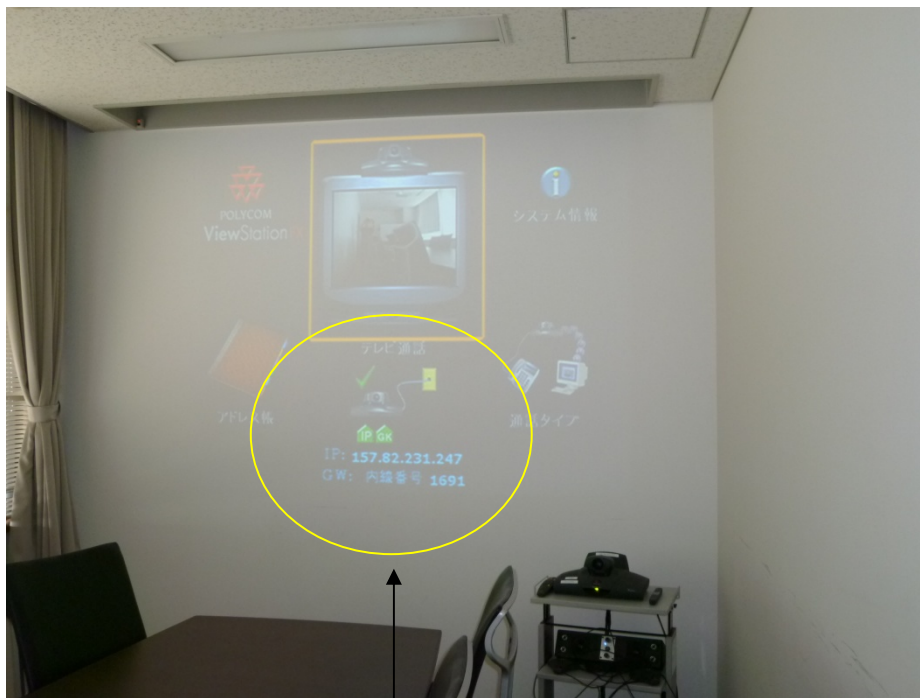 POLYCOM
ViewStation
システム情報
テレビ通話
アドレス帳
通話タイプ
IP GK
IP: 157.82.231.247
GW: 内線番号 1691